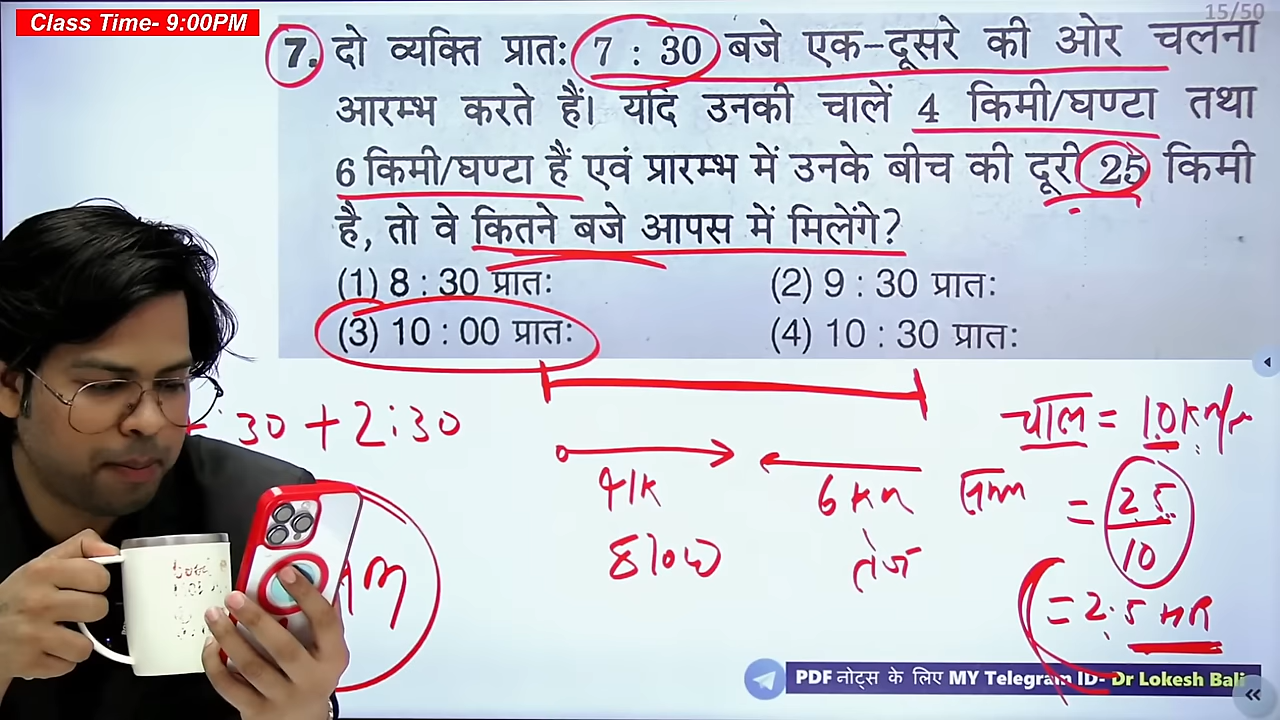 Class Time- 9:00PM
15/50
7. दो व्यक्ति प्रातः 7 : 30 बजे एक-दूसरे की ओर चलना
आरम्भ करते हैं। यदि उनकी चालें 4 किमी/घण्टा तथा
6 किमी/घण्टा हैं एवं प्रारम्भ में उनके बीच की दूरी 25 किमी
है, तो वे कितने बजे आपस में मिलेंगे?
(1) 8 : 30 प्रातः
(2) 9 : 30 प्रातः
(3) 10 : 00 प्रातः
(4) 10 : 30 प्रातः
30 + 2:30
चाल = 10
6
= 25
10
Slow
तेज
= 2.5 HR
PDF नोट्स के लिए MY Telegram ID- Dr Lokesh Bali